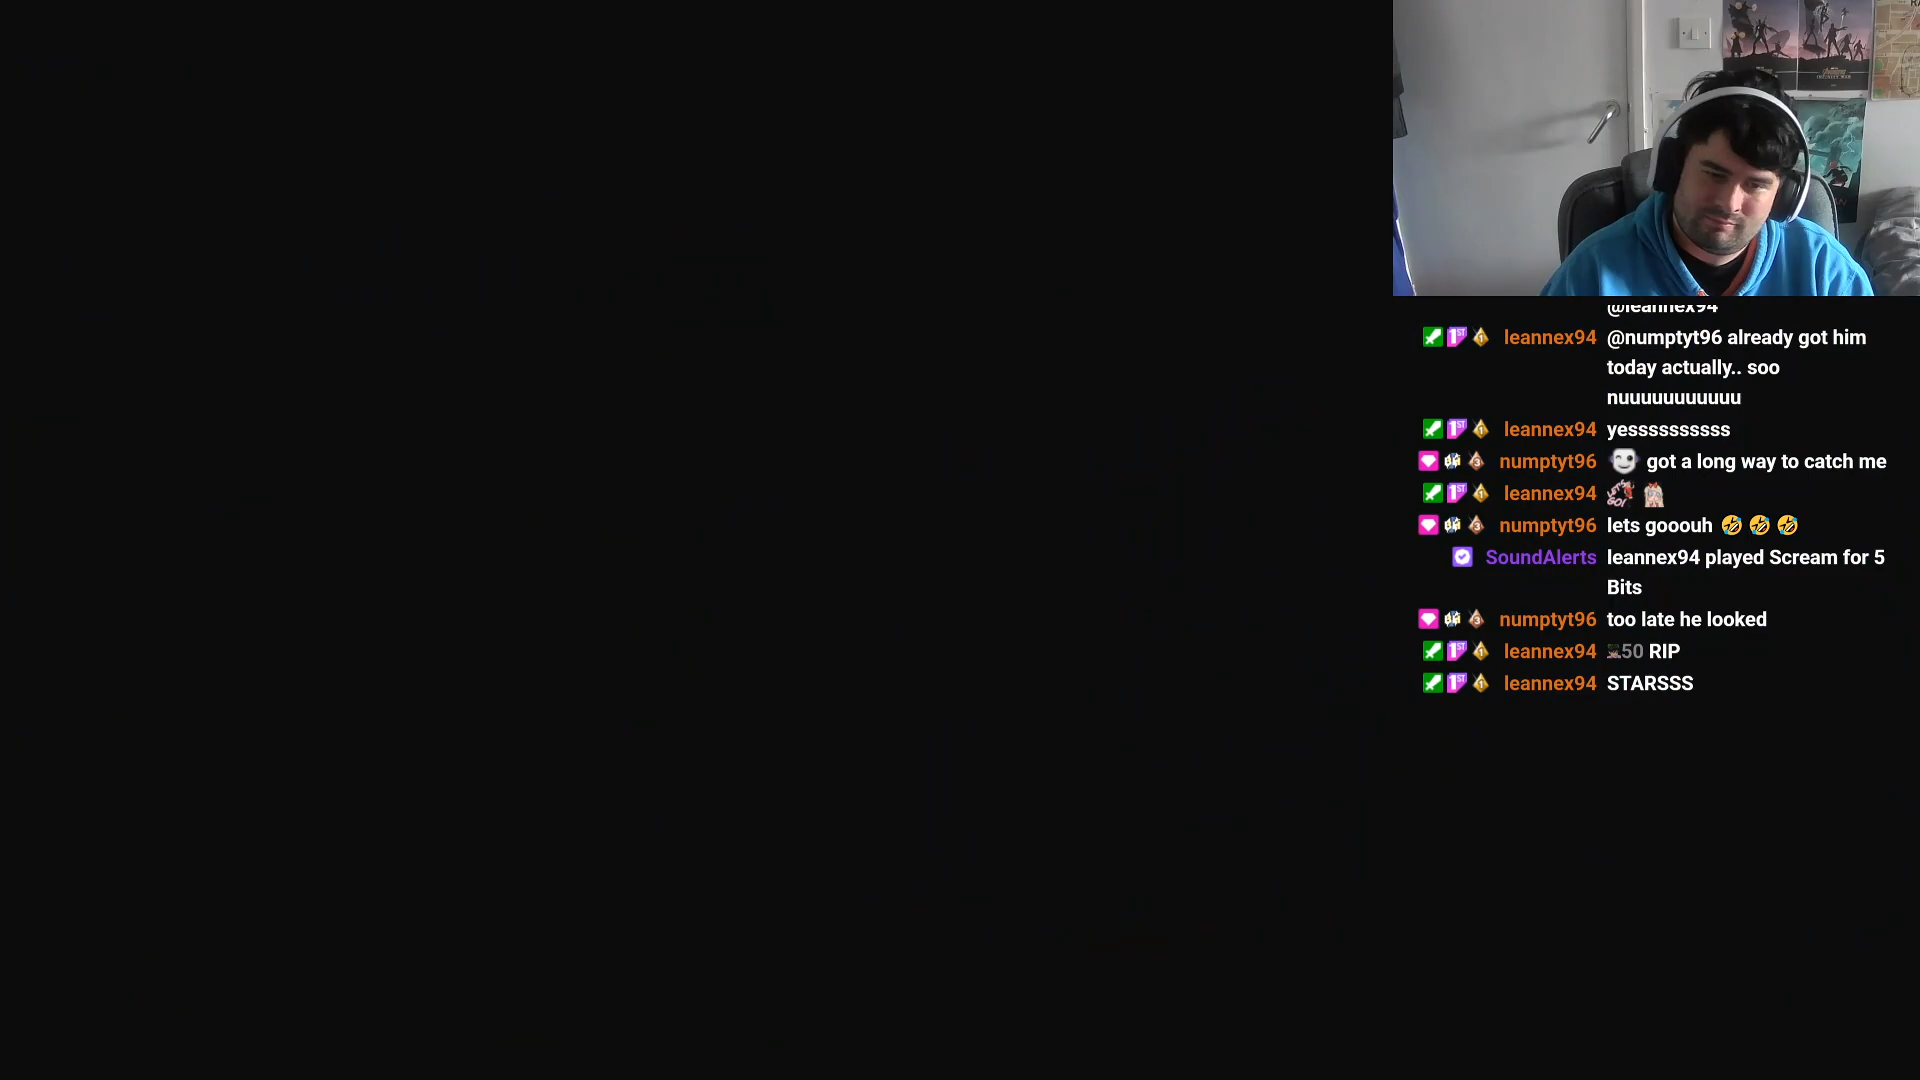 @leannex94
leannex94 @numptyt96 already got him
today actually.. soo
nuuuuuuuuuuu
leannex94 yessssssssss
numptyt96 got a long way to catch me
leannex94
numptyt96 lets gooouh 🤣 🤣 🤣
SoundAlerts leannex94 played Scream for 5
Bits
numptyt96 too late he looked
leannex94 50 RIP
leannex94 STARSSS